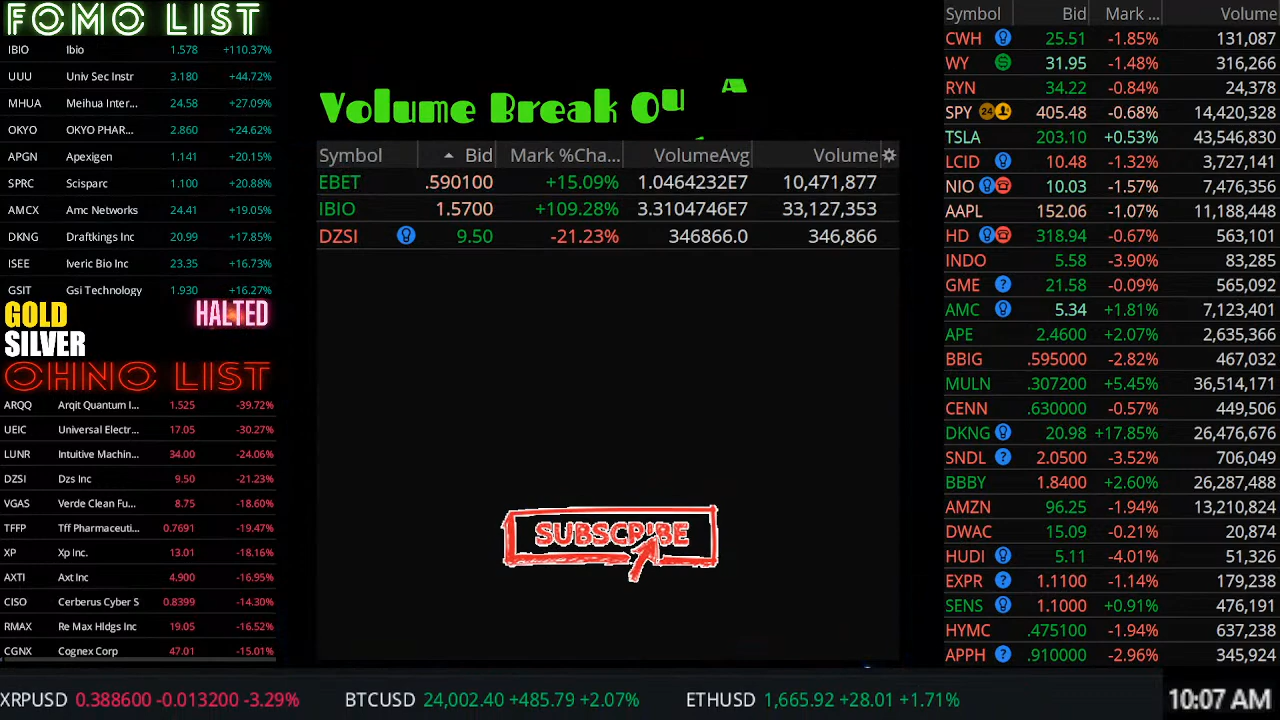 FOMO LIST
IBIO Ibio 1.578 +110.37%
UUU Univ Sec Instr 3.180 +44.72%
MHUA Meihua Inter... 24.58 +27.09%
OKYO OKYO PHAR... 2.860 +24.62%
APGN Apexigen 1.141 +20.15%
SPRC Scisparc 1.100 +20.88%
AMCX Amc Networks 24.41 +19.05%
DKNG Draftkings Inc 20.99 +17.85%
ISEE Iveric Bio Inc 23.35 +16.73%
GSIT Gsi Technology 1.930 +16.27%
GOLD HALTED
SILVER
OHNO LIST
ARQQ Arqit Quantum I... 1.525 -39.72%
UEIC Universal Electr... 17.05 -30.27%
LUNR Intuitive Machin... 34.00 -24.06%
DZSI Dzs Inc 9.50 -21.23%
VGAS Verde Clean Fu... 8.75 -18.60%
TFFP Tff Pharmaceuti... 0.7691 -19.47%
XP Xp Inc. 13.01 -18.16%
AXTI Axt Inc 4.900 -16.95%
CISO Cerberus Cyber S 0.8399 -14.30%
RMAX Re Max Hldgs Inc 19.05 -16.52%
CGNX Cognex Corp 47.01 -15.01%
Volume Break Ou A
Symbol Bid Mark %Cha... VolumeAvg Volume
EBET .590100 +15.09% 1.0464232E7 10,471,877
IBIO 1.5700 +109.28% 3.3104746E7 33,127,353
DZSI 9.50 -21.23% 346866.0 346,866
SUBSCRIBE
Symbol Bid Mark ... Volume
CWH 25.51 -1.85% 131,087
WY 31.95 -1.48% 316,266
RYN 34.22 -0.84% 24,378
SPY 24 405.48 -0.68% 14,420,328
TSLA 203.10 +0.53% 43,546,830
LCID 10.48 -1.32% 3,727,141
NIO 10.03 -1.57% 7,476,356
AAPL 152.06 -1.07% 11,188,448
HD 318.94 -0.67% 563,101
INDO 5.58 -3.90% 83,285
GME ? 21.58 -0.09% 565,092
AMC 5.34 +1.81% 7,123,401
APE 2.4600 +2.07% 2,635,366
BBIG .595000 -2.82% 467,032
MULN .307200 +5.45% 36,514,171
CENN .630000 -0.57% 449,506
DKNG 20.98 +17.85% 26,476,676
SNDL ? 2.0500 -3.52% 706,049
BBBY 1.8400 +2.60% 26,287,488
AMZN 96.25 -1.94% 13,210,824
DWAC 15.09 -0.21% 20,874
HUDI 5.11 -4.01% 51,326
EXPR ? 1.1100 -1.14% 179,238
SENS 1.1000 +0.91% 476,191
HYMC .475100 -1.94% 637,238
APPH ? .910000 -2.96% 345,924
XRPUSD 0.388600 -0.013200 -3.29% BTCUSD 24,002.40 +485.79 +2.07% ETHUSD 1,665.92 +28.01 +1.71% 10:07 AM